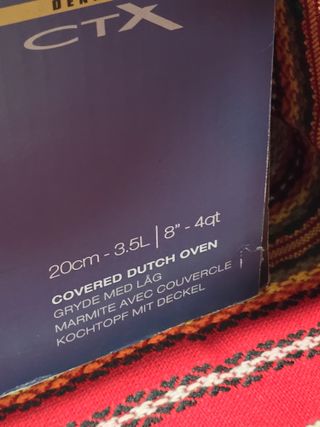 CTX
20cm - 3.5L | 8" - 4qt
COVERED DUTCH OVEN
GRYDE MED LÅG
MARMITE AVEC COUVERCLE
KOCHTOPF MIT DECKEL